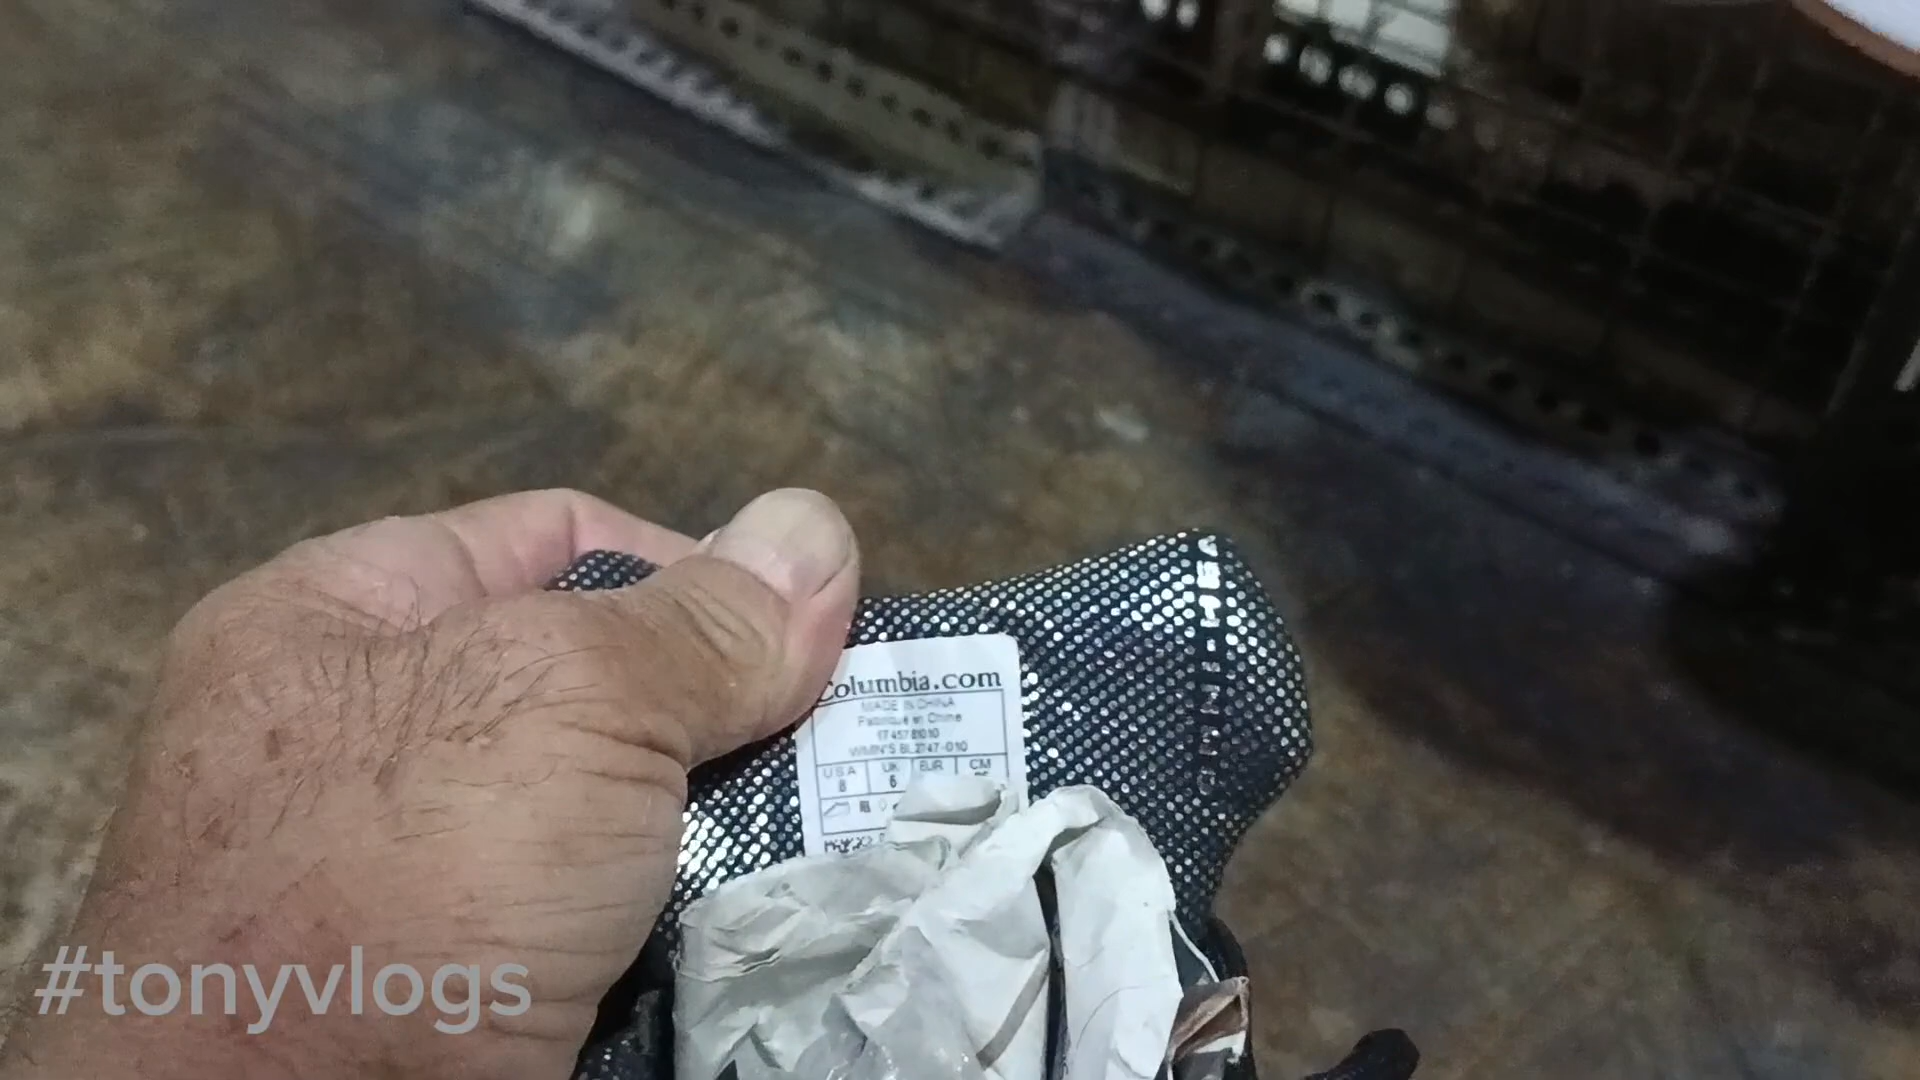 Columbia.com
MADE IN CHINA
Fabriqué en Chine
WMN'S BL2747-010
USA UK EUR CM
8 6
#tonyvlogs